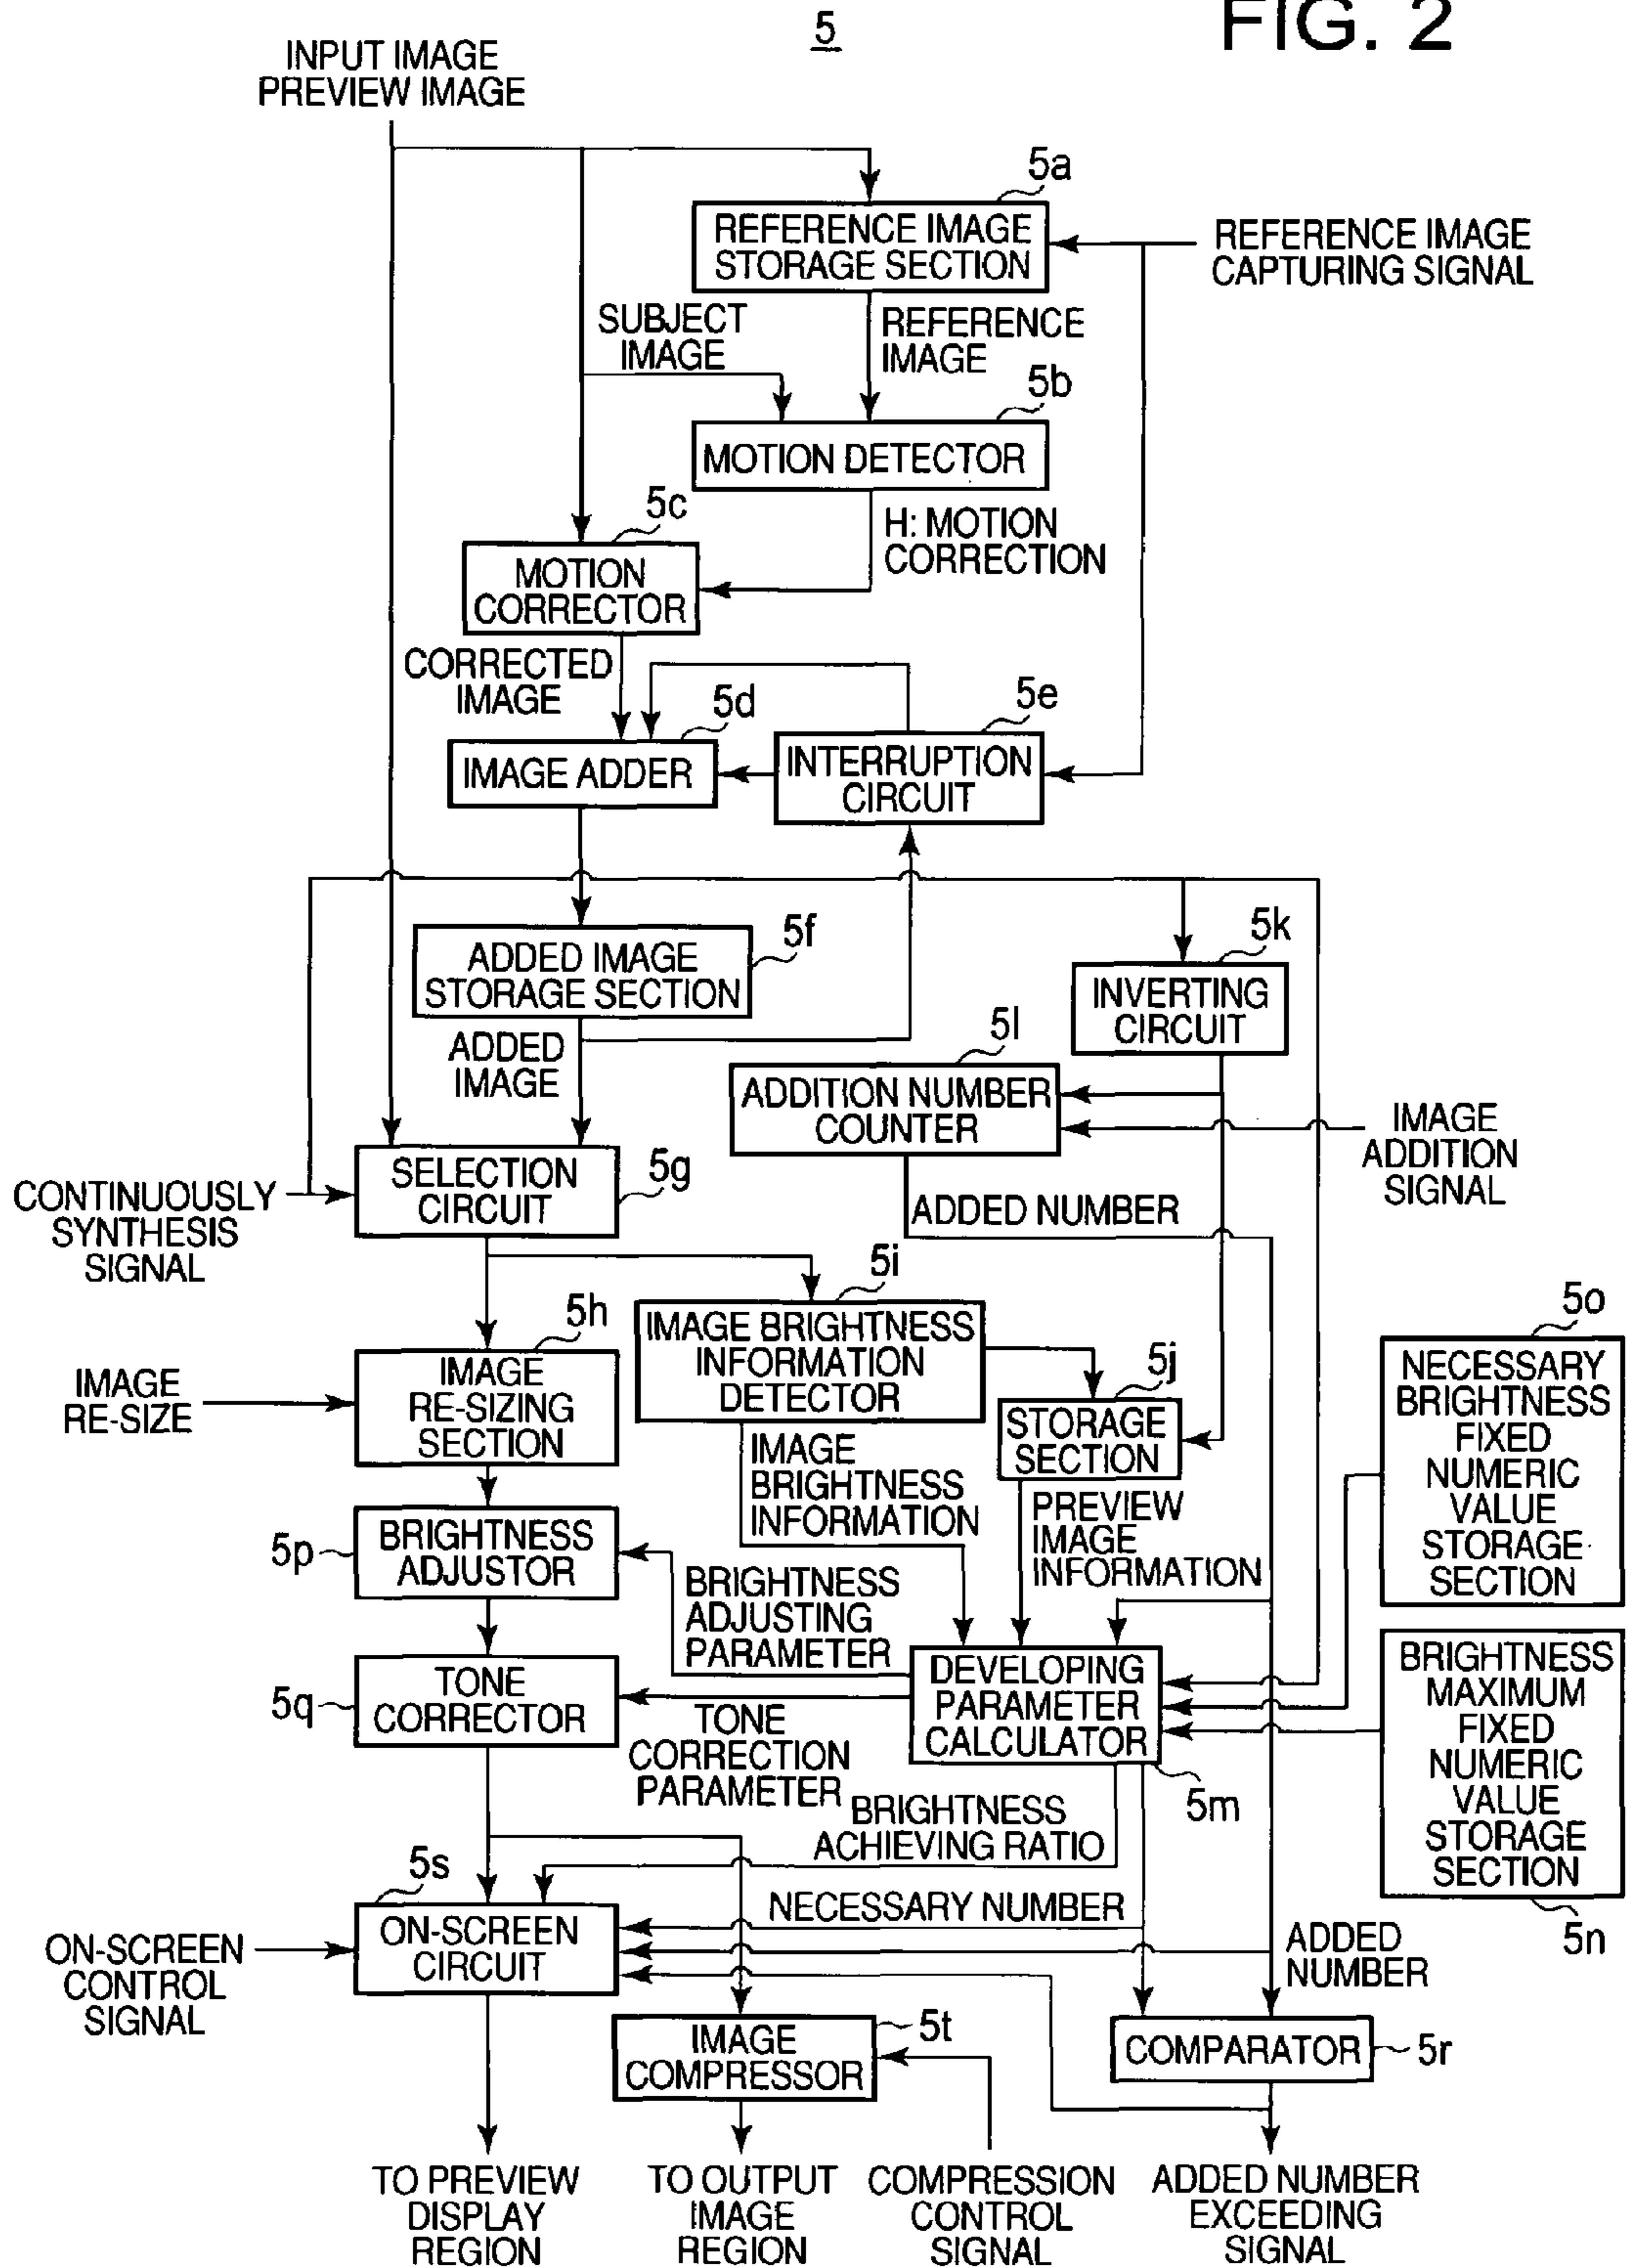 FIG. 2
5
INPUT IMAGE
PREVIEW IMAGE
5a
REFERENCE IMAGE
STORAGE SECTION
REFERENCE IMAGE
CAPTURING SIGNAL
SUBJECT
IMAGE
REFERENCE
IMAGE
5b
MOTION DETECTOR
5c
MOTION
CORRECTOR
H: MOTION
CORRECTION
CORRECTED
IMAGE
5d
IMAGE ADDER
5e
INTERRUPTION
CIRCUIT
5f
ADDED IMAGE
STORAGE SECTION
5k
INVERTING
CIRCUIT
ADDED
IMAGE
5l
ADDITION NUMBER
COUNTER
IMAGE
ADDITION
SIGNAL
CONTINUOUSLY
SYNTHESIS
SIGNAL
SELECTION
CIRCUIT
5g
ADDED NUMBER
5h
IMAGE
RE-SIZING
SECTION
IMAGE
RE-SIZE
5i
IMAGE BRIGHTNESS
INFORMATION
DETECTOR
5j
STORAGE
SECTION
5o
NECESSARY
BRIGHTNESS
FIXED
NUMERIC
VALUE
STORAGE
SECTION
IMAGE
BRIGHTNESS
INFORMATION
PREVIEW
IMAGE
INFORMATION
5p
BRIGHTNESS
ADJUSTOR
BRIGHTNESS
ADJUSTING
PARAMETER
5q
TONE
CORRECTOR
TONE
CORRECTION
PARAMETER
DEVELOPING
PARAMETER
CALCULATOR
5m
BRIGHTNESS
MAXIMUM
FIXED
NUMERIC
VALUE
STORAGE
SECTION
5n
BRIGHTNESS
ACHIEVING RATIO
5s
ON-SCREEN
CIRCUIT
ON-SCREEN
CONTROL
SIGNAL
NECESSARY NUMBER
ADDED
NUMBER
IMAGE
COMPRESSOR
5t
COMPARATOR
5r
TO PREVIEW
DISPLAY
REGION
TO OUTPUT
IMAGE
REGION
COMPRESSION
CONTROL
SIGNAL
ADDED NUMBER
EXCEEDING
SIGNAL